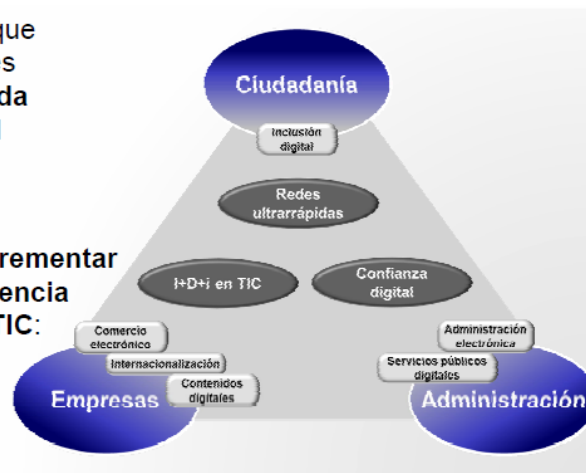 que
es
da
l
rementar
encia
TIC:
Ciudadanía
Inclusión
digital
Redes
ultrarrápidas
I+D+i en TIC
Confianza
digital
Comercio
electrónico
Internacionalización
Contenidos
digitales
Empresas
Administración
electrónica
Servicios públicos
digitales
Administración